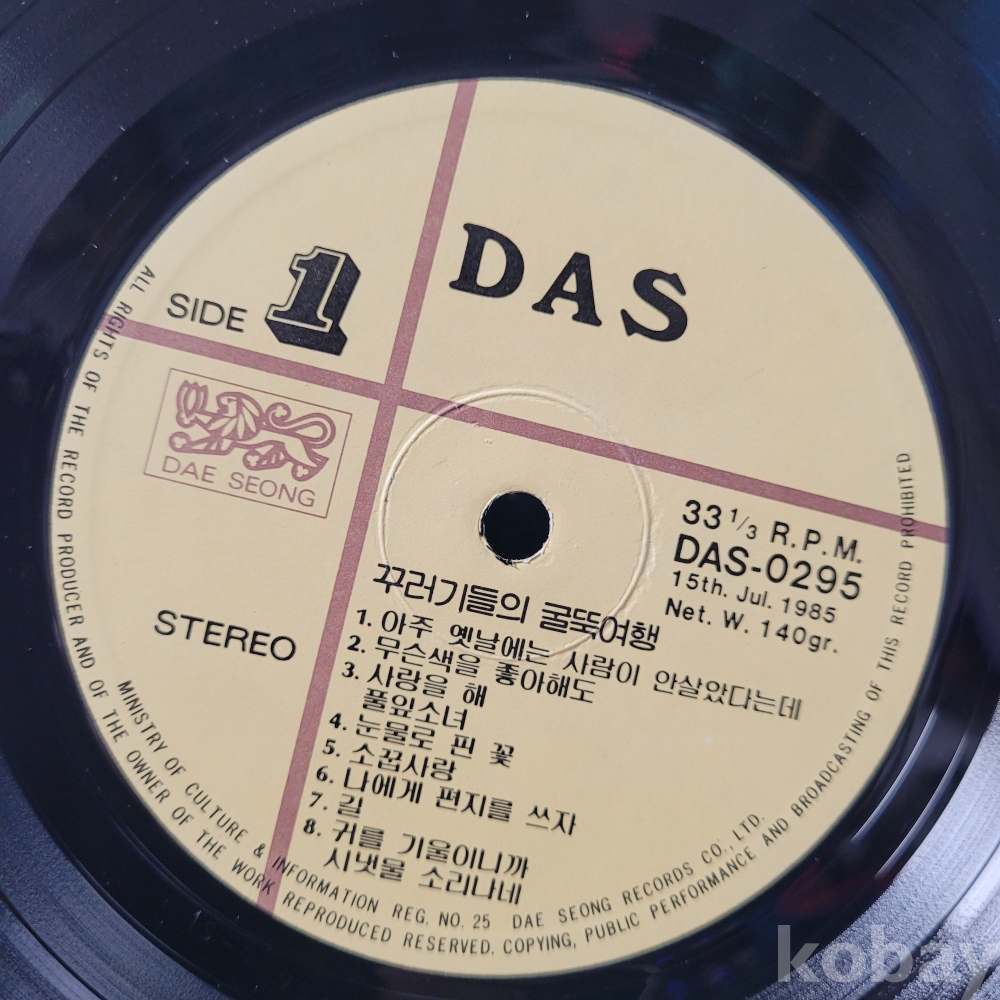 DAS
SIDE 1
DAE SEONG
STEREO
33 1/3 R.P.M.
DAS-0295
15th. Jul. 1985
Net. W. 140gr.
꾸러기들의 굴뚝여행
1. 아주 옛날에는 사람이 안살았다는데
2. 무슨색을 좋아해도
3. 사랑을 해
풀잎소녀
4. 눈물로 핀 꽃
5. 소꿉사랑
6. 나에게 편지를 쓰자
7. 길
8. 커를 기울이니까
시냇물 소리나네
ALL RIGHTS OF THE RECORD PRODUCER AND OF THE OWNER OF THE WORK REPRODUCED RESERVED. COPYING, PUBLIC PERFORMANCE AND BROADCASTING OF THIS RECORD PROHIBITED
MINISTRY OF CULTURE & INFORMATION REG. NO. 25 DAE SEONG RECORDS CO., LTD.
kobay